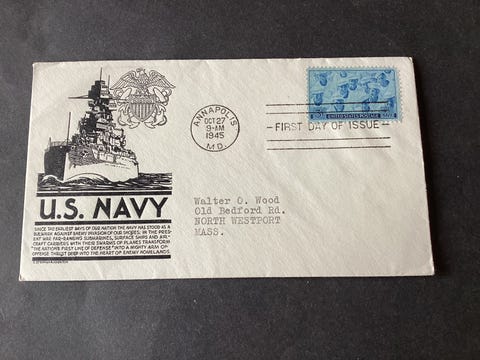 ANNAPOLIS
OCT 27
9-AM
1945
MD.
FIRST DAY OF ISSUE
UNITED STATES POSTAGE
U.S. NAVY
SINCE THE EARLIEST DAYS OF OUR NATION THE NAVY HAS STOOD AS A
BULWARK AGAINST ENEMY INVASION OF OUR SHORES. IN THE PRES-
ENT WAR FAR-RANGING SUBMARINES, SURFACE SHIPS AND AIR-
CRAFT CARRIERS WITH THEIR SWARMS OF PLANES TRANSFORM
"THE NATION'S FIRST LINE OF DEFENSE" INTO A MIGHTY ARM OF
OFFENSE THRUST DEEP INTO THE HEART OF ENEMY HOMELANDS.
Walter O. Wood
Old Bedford Rd.
NORTH WESTPORT
MASS.